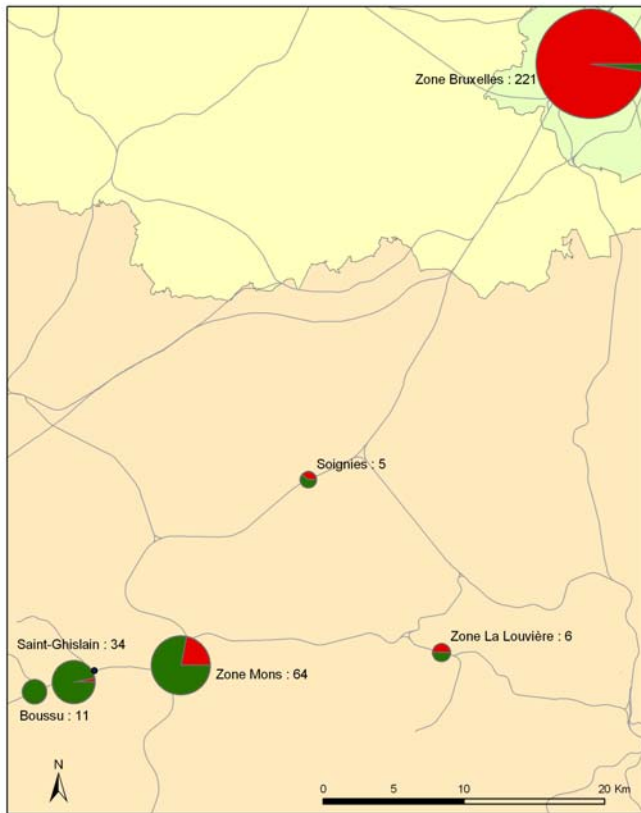 Zone Bruxelles : 221
Soignies : 5
Saint-Ghislain : 34
Zone La Louvière : 6
Zone Mons : 64
Boussu : 11
N
0 5 10 20 Km